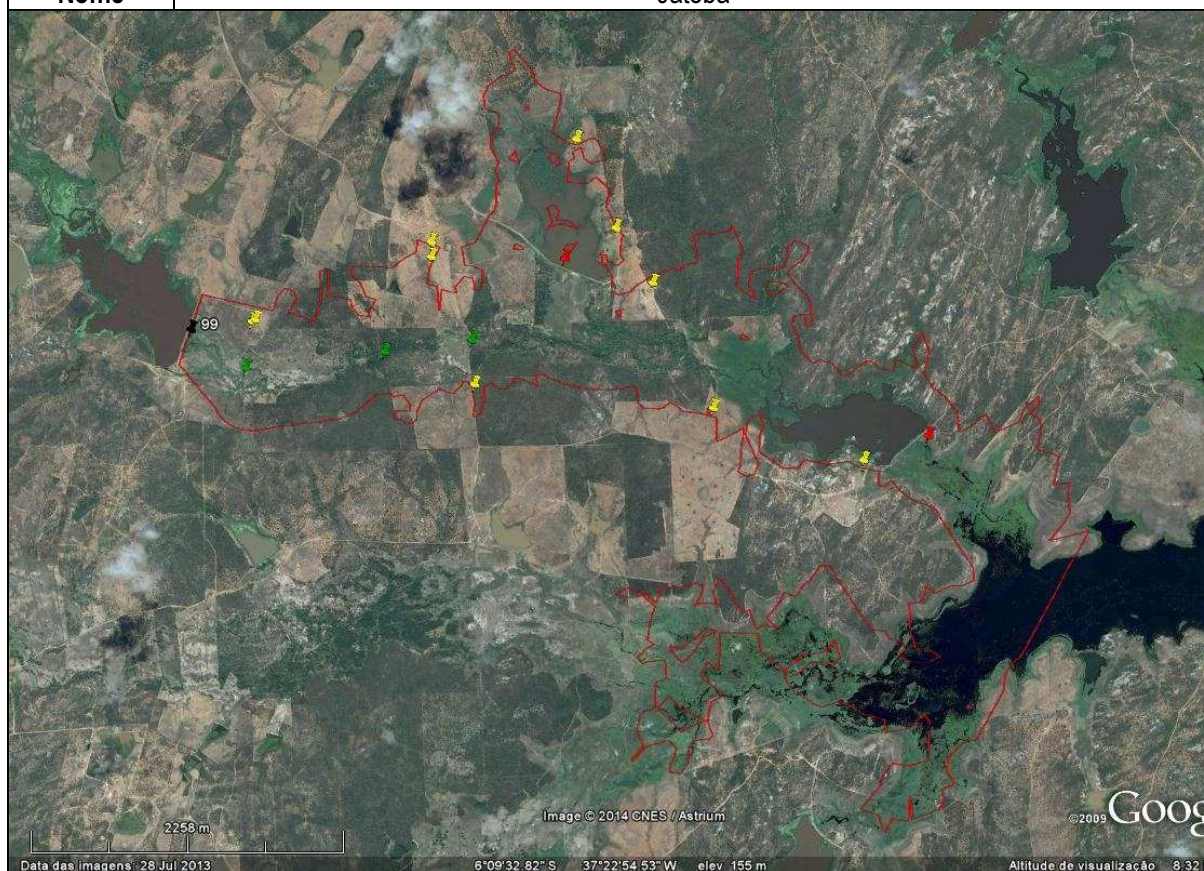 Nome Jatobá
99
2258 m
Image © 2014 CNES / Astrium
©2009 Goog
Data das imagens: 28 Jul 2013 6°09'32.82" S 37°22'54.53" W elev 155 m Altitude de visualização 8.32